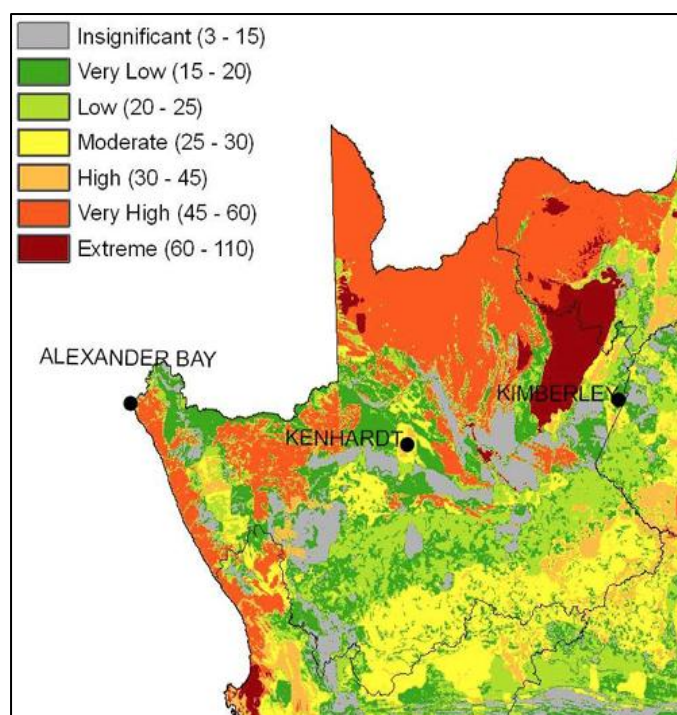 Insignificant (3 - 15)
Very Low (15 - 20)
Low (20 - 25)
Moderate (25 - 30)
High (30 - 45)
Very High (45 - 60)
Extreme (60 - 110)
ALEXANDER BAY
KIMBERLEY
KENHARDT